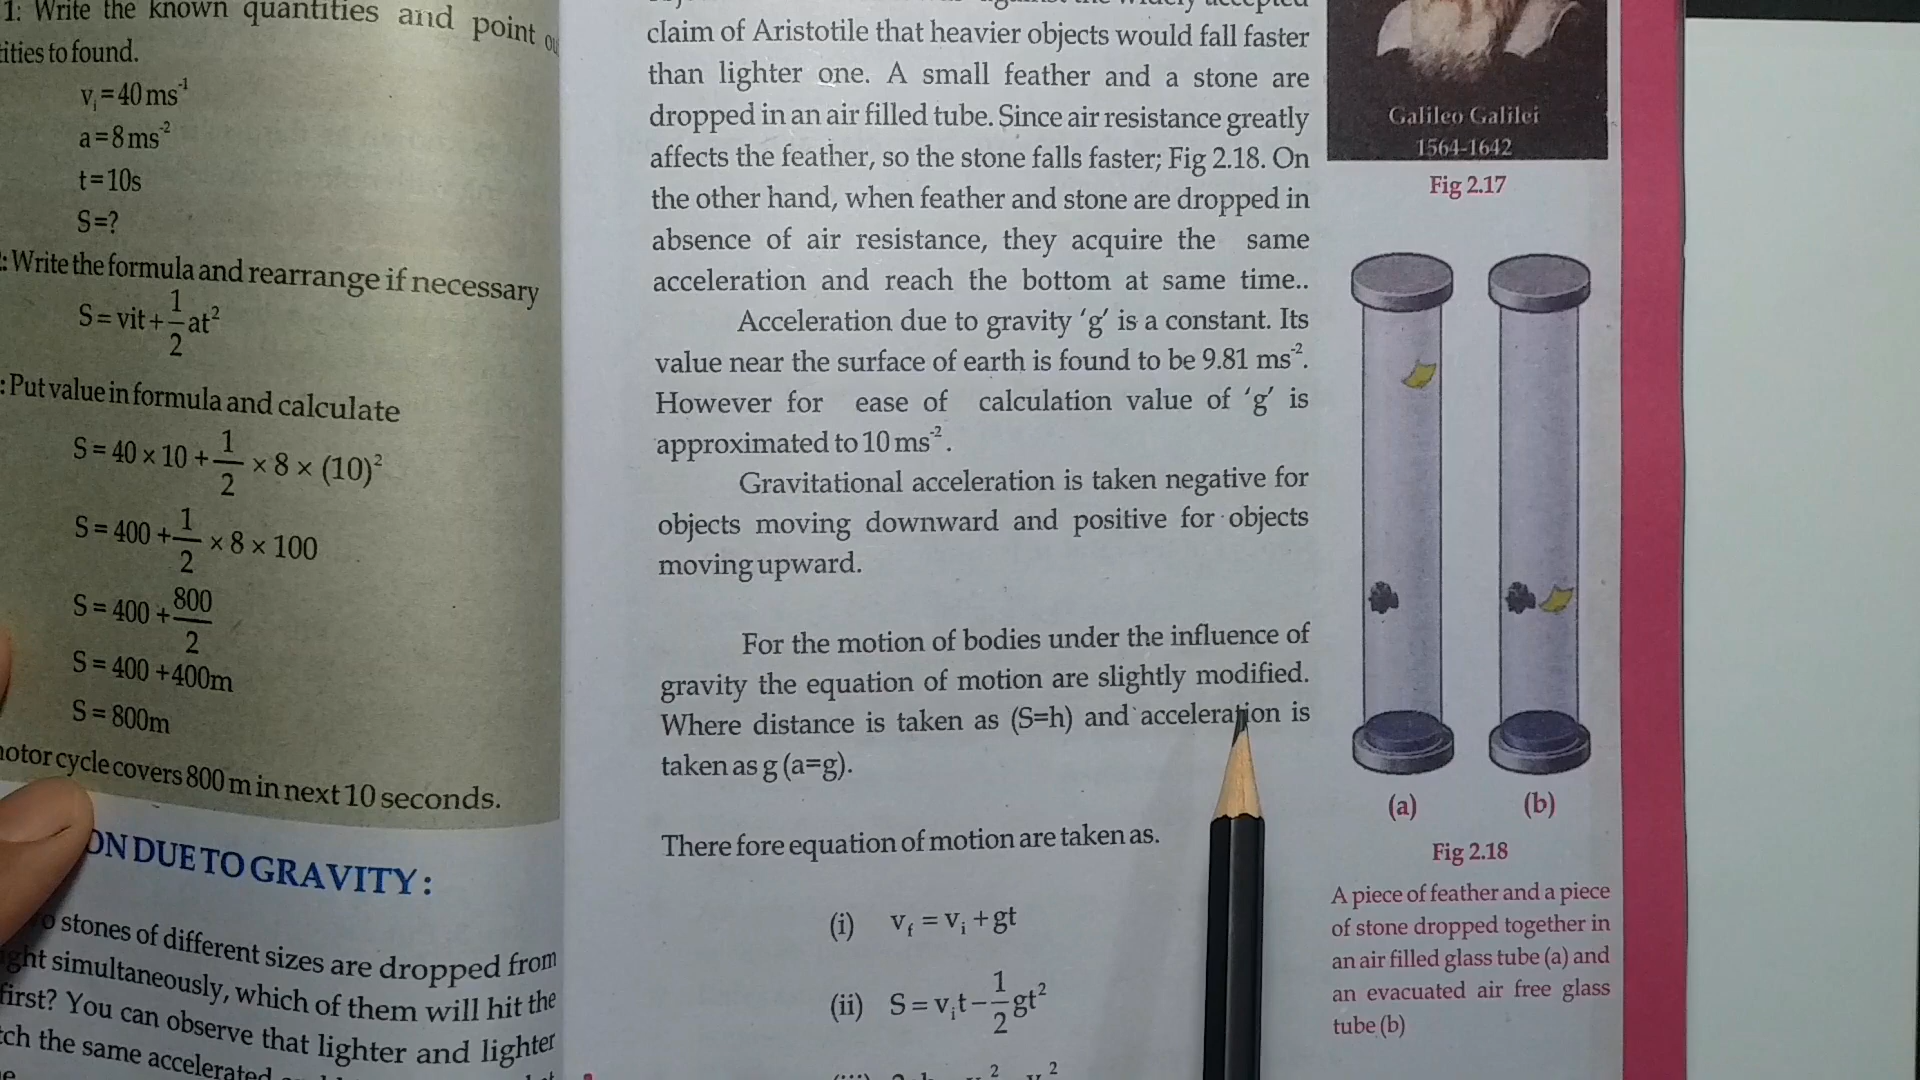 1: Write the known quantities and point
ities to found.
vᵢ = 40 ms⁻¹
a = 8 ms⁻²
t = 10s
S = ?
: Write the formula and rearrange if necessary
S = vit + 1/2 at²
: Put value in formula and calculate
S = 40 × 10 + 1/2 × 8 × (10)²
S = 400 + 1/2 × 8 × 100
S = 400 + 800/2
S = 400 + 400m
S = 800m
otor cycle covers 800 m in next 10 seconds.
ON DUE TO GRAVITY :
o stones of different sizes are dropped from
ght simultaneously, which of them will hit the
first? You can observe that lighter and lighter
tch the same accelerated
claim of Aristotile that heavier objects would fall faster
than lighter one. A small feather and a stone are
dropped in an air filled tube. Since air resistance greatly
affects the feather, so the stone falls faster; Fig 2.18. On
the other hand, when feather and stone are dropped in
absence of air resistance, they acquire the same
acceleration and reach the bottom at same time..
Acceleration due to gravity ‘g’ is a constant. Its
value near the surface of earth is found to be 9.81 ms⁻².
However for ease of calculation value of ‘g’ is
approximated to 10 ms⁻².
Gravitational acceleration is taken negative for
objects moving downward and positive for objects
moving upward.
For the motion of bodies under the influence of
gravity the equation of motion are slightly modified.
Where distance is taken as (S=h) and acceleration is
taken as g (a=g).
There fore equation of motion are taken as.
(i) v_f = vᵢ + gt
(ii) S = vᵢt − 1/2 gt²
Galileo Galilei
1564-1642
Fig 2.17
(a) (b)
Fig 2.18
A piece of feather and a piece
of stone dropped together in
an air filled glass tube (a) and
an evacuated air free glass
tube (b)